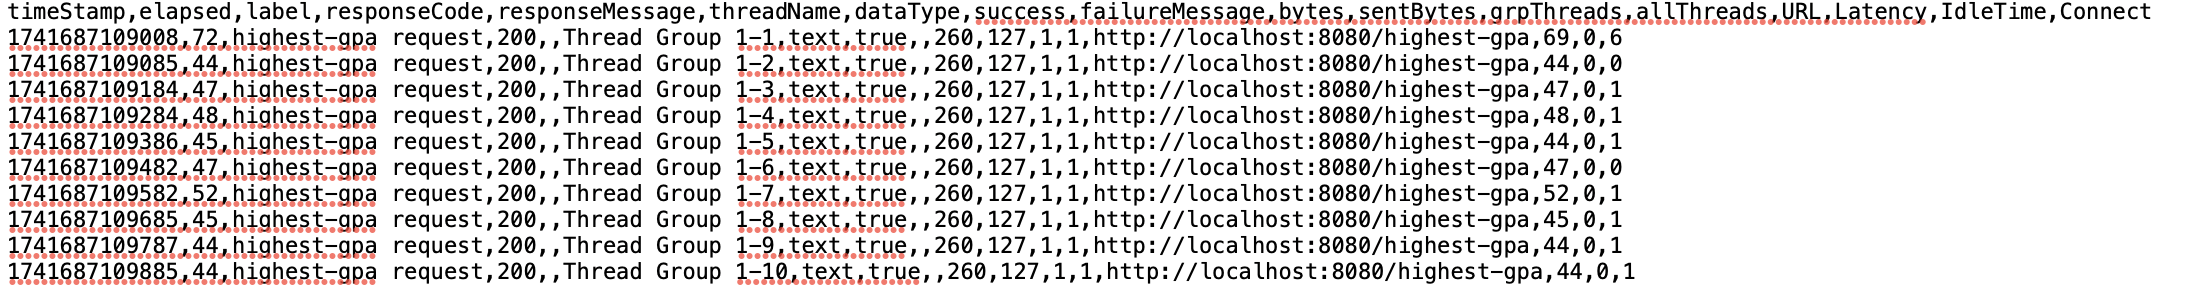 timeStamp,elapsed,label,responseCode,responseMessage,threadName,dataType,success,failureMessage,bytes,sentBytes,grpThreads,allThreads,URL,Latency,IdleTime,Connect
1741687109008,72,highest-gpa request,200,,Thread Group 1-1,text,true,,260,127,1,1,http://localhost:8080/highest-gpa,69,0,6
1741687109085,44,highest-gpa request,200,,Thread Group 1-2,text,true,,260,127,1,1,http://localhost:8080/highest-gpa,44,0,0
1741687109184,47,highest-gpa request,200,,Thread Group 1-3,text,true,,260,127,1,1,http://localhost:8080/highest-gpa,47,0,1
1741687109284,48,highest-gpa request,200,,Thread Group 1-4,text,true,,260,127,1,1,http://localhost:8080/highest-gpa,48,0,1
1741687109386,45,highest-gpa request,200,,Thread Group 1-5,text,true,,260,127,1,1,http://localhost:8080/highest-gpa,44,0,1
1741687109482,47,highest-gpa request,200,,Thread Group 1-6,text,true,,260,127,1,1,http://localhost:8080/highest-gpa,47,0,0
1741687109582,52,highest-gpa request,200,,Thread Group 1-7,text,true,,260,127,1,1,http://localhost:8080/highest-gpa,52,0,1
1741687109685,45,highest-gpa request,200,,Thread Group 1-8,text,true,,260,127,1,1,http://localhost:8080/highest-gpa,45,0,1
1741687109787,44,highest-gpa request,200,,Thread Group 1-9,text,true,,260,127,1,1,http://localhost:8080/highest-gpa,44,0,1
1741687109885,44,highest-gpa request,200,,Thread Group 1-10,text,true,,260,127,1,1,http://localhost:8080/highest-gpa,44,0,1